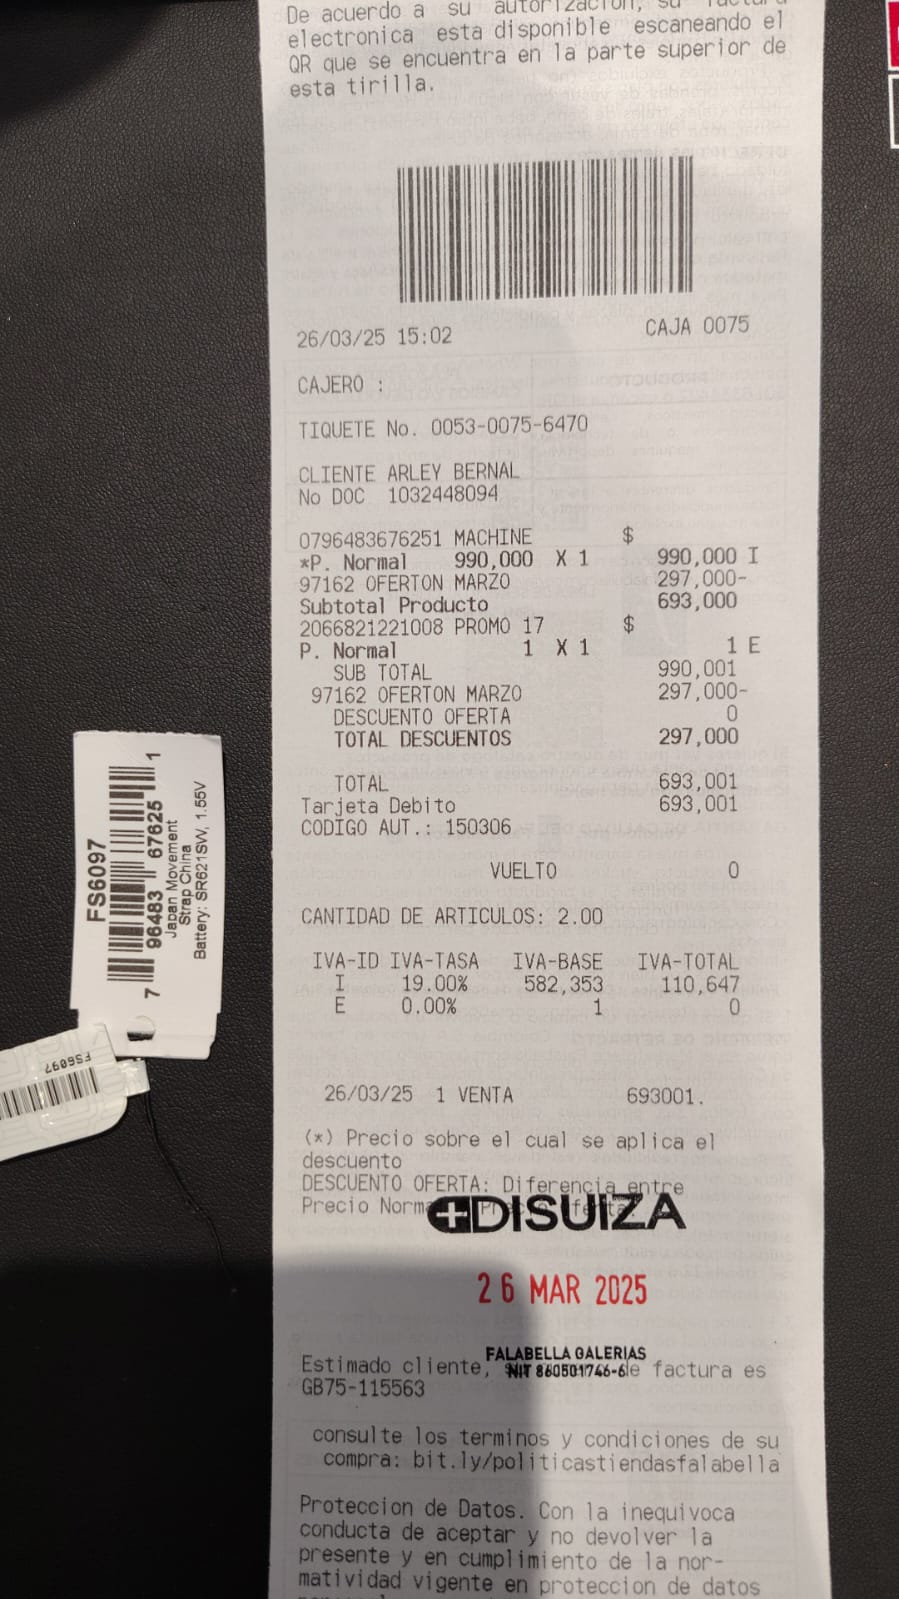 De acuerdo a su autorizacion, su factura
electronica esta disponible escaneando el
QR que se encuentra en la parte superior de
esta tirilla.
26/03/25 15:02 CAJA 0075
CAJERO :
TIQUETE No. 0053-0075-6470
CLIENTE ARLEY BERNAL
No DOC 1032448094
0796483676251 MACHINE $
*P. Normal 990,000 X 1 990,000 I
97162 OFERTON MARZO 297,000-
Subtotal Producto 693,000
2066821221008 PROMO 17 $
P. Normal 1 X 1 1 E
SUB TOTAL 990,001
97162 OFERTON MARZO 297,000-
DESCUENTO OFERTA 0
TOTAL DESCUENTOS 297,000
TOTAL 693,001
Tarjeta Debito 693,001
CODIGO AUT.: 150306
VUELTO 0
CANTIDAD DE ARTICULOS: 2.00
IVA-ID IVA-TASA IVA-BASE IVA-TOTAL
I 19.00% 582,353 110,647
E 0.00% 1 0
26/03/25 1 VENTA 693001.
(*) Precio sobre el cual se aplica el
descuento
DESCUENTO OFERTA: Diferencia entre
Precio Norma
DISUIZA
26 MAR 2025
FALABELLA GALERIAS
NIT 860501746-6
Estimado cliente, de factura es
GB75-115563
consulte los terminos y condiciones de su
compra: bit.ly/politicastiendasfalabella
Proteccion de Datos. Con la inequivoca
conducta de aceptar y no devolver la
presente y en cumplimiento de la nor-
matividad vigente en proteccion de datos
FS6097
7 96483 67625 1
Japan Movement
Strap China
Battery: SR621SW, 1.55V
FS6097